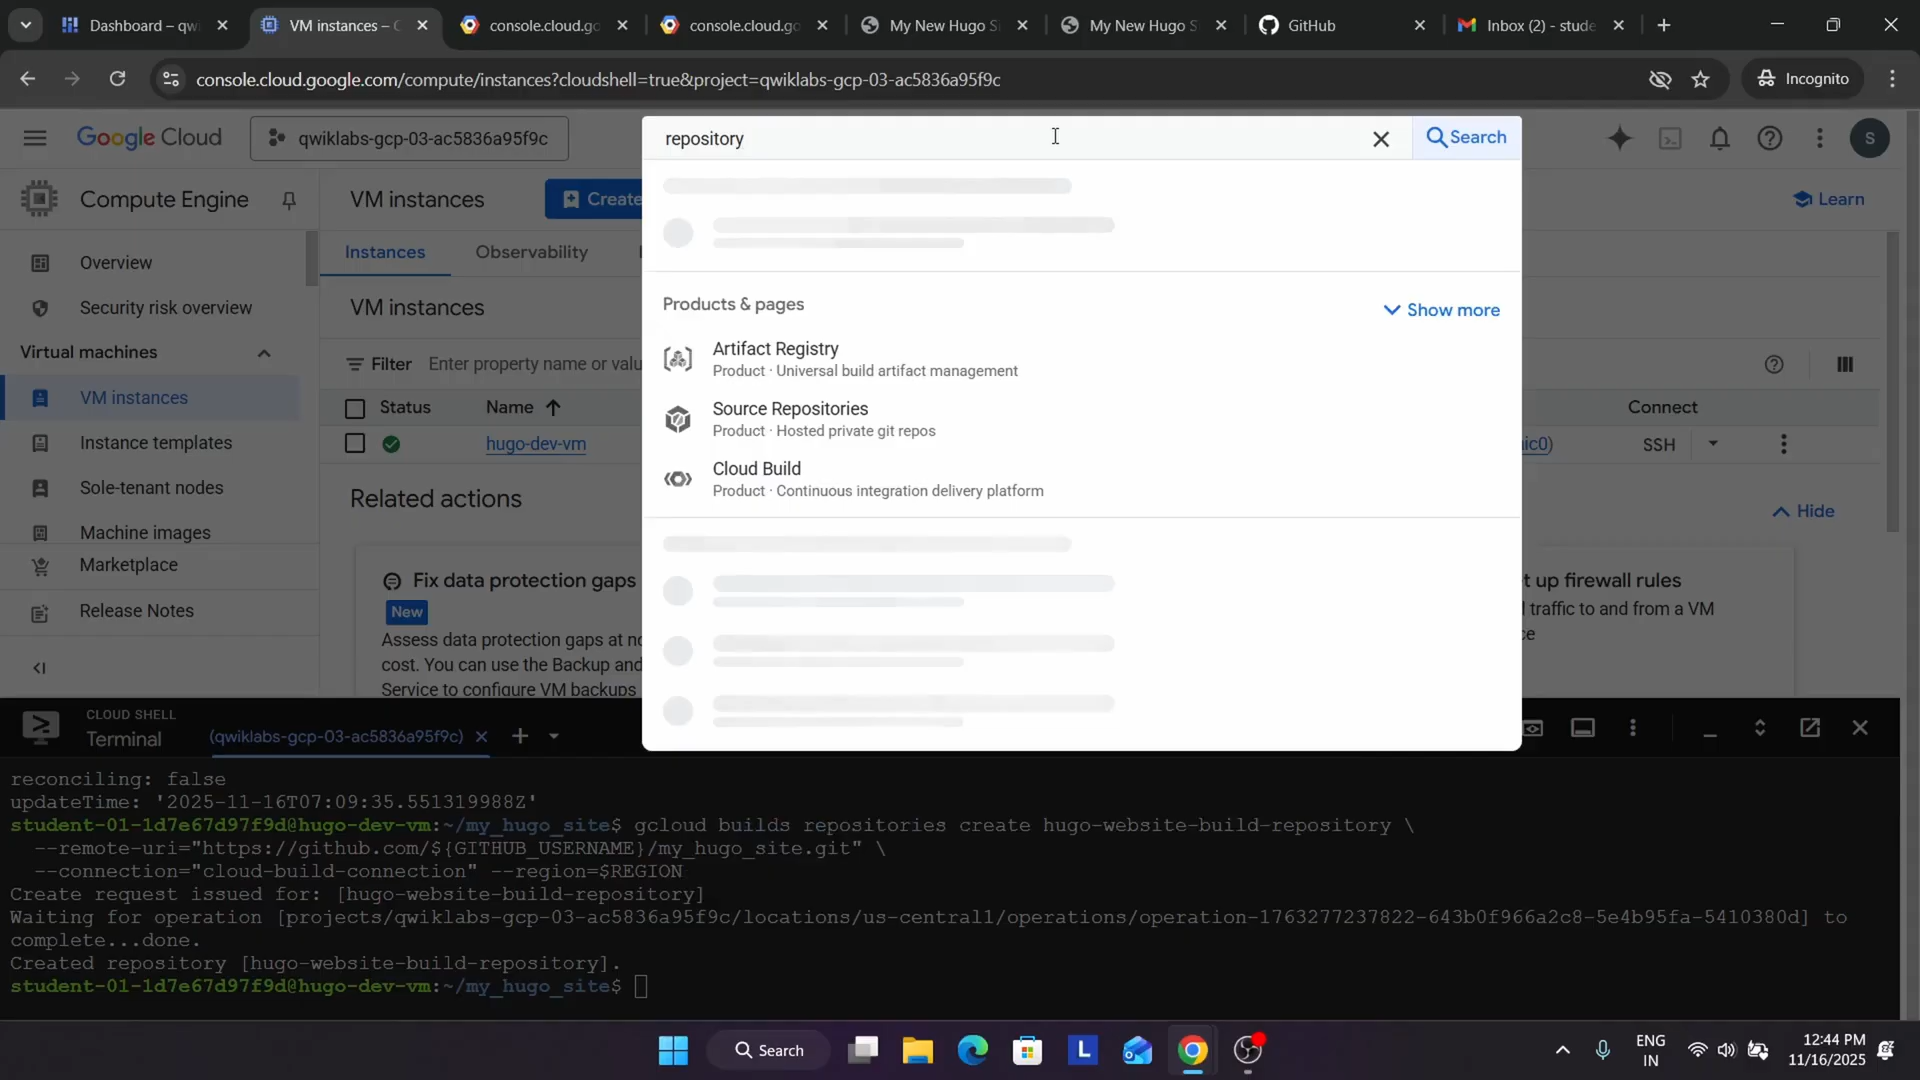 Dashboard – qw
VM instances – C
console.cloud.go
console.cloud.go
My New Hugo Si
My New Hugo S
GitHub
Inbox (2) - stude
console.cloud.google.com/compute/instances?cloudshell=true&project=qwiklabs-gcp-03-ac5836a95f9c
Incognito
Google Cloud
qwiklabs-gcp-03-ac5836a95f9c
repository
Search
S
Compute Engine
VM instances
Create
Learn
Overview
Security risk overview
Virtual machines
VM instances
Instance templates
Sole-tenant nodes
Machine images
Marketplace
Release Notes
Instances
Observability
VM instances
Filter
Enter property name or valu
Status
Name
Connect
hugo-dev-vm
nic0)
SSH
Related actions
Hide
Fix data protection gaps
New
Assess data protection gaps at no
cost. You can use the Backup and
Service to configure VM backups
t up firewall rules
l traffic to and from a VM
ce
Products & pages
Show more
Artifact Registry
Product · Universal build artifact management
Source Repositories
Product · Hosted private git repos
Cloud Build
Product · Continuous integration delivery platform
CLOUD SHELL
Terminal
(qwiklabs-gcp-03-ac5836a95f9c)
reconciling: false
updateTime: '2025-11-16T07:09:35.551319988Z'
student-01-1d7e67d97f9d@hugo-dev-vm:~/my_hugo_site$ gcloud builds repositories create hugo-website-build-repository \
--remote-uri="https://github.com/${GITHUB_USERNAME}/my_hugo_site.git" \
--connection="cloud-build-connection" --region=$REGION
Create request issued for: [hugo-website-build-repository]
Waiting for operation [projects/qwiklabs-gcp-03-ac5836a95f9c/locations/us-central1/operations/operation-1763277237822-643b0f966a2c8-5e4b95fa-5410380d] to
complete...done.
Created repository [hugo-website-build-repository].
student-01-1d7e67d97f9d@hugo-dev-vm:~/my_hugo_site$
Search
L
ENG
IN
12:44 PM
11/16/2025